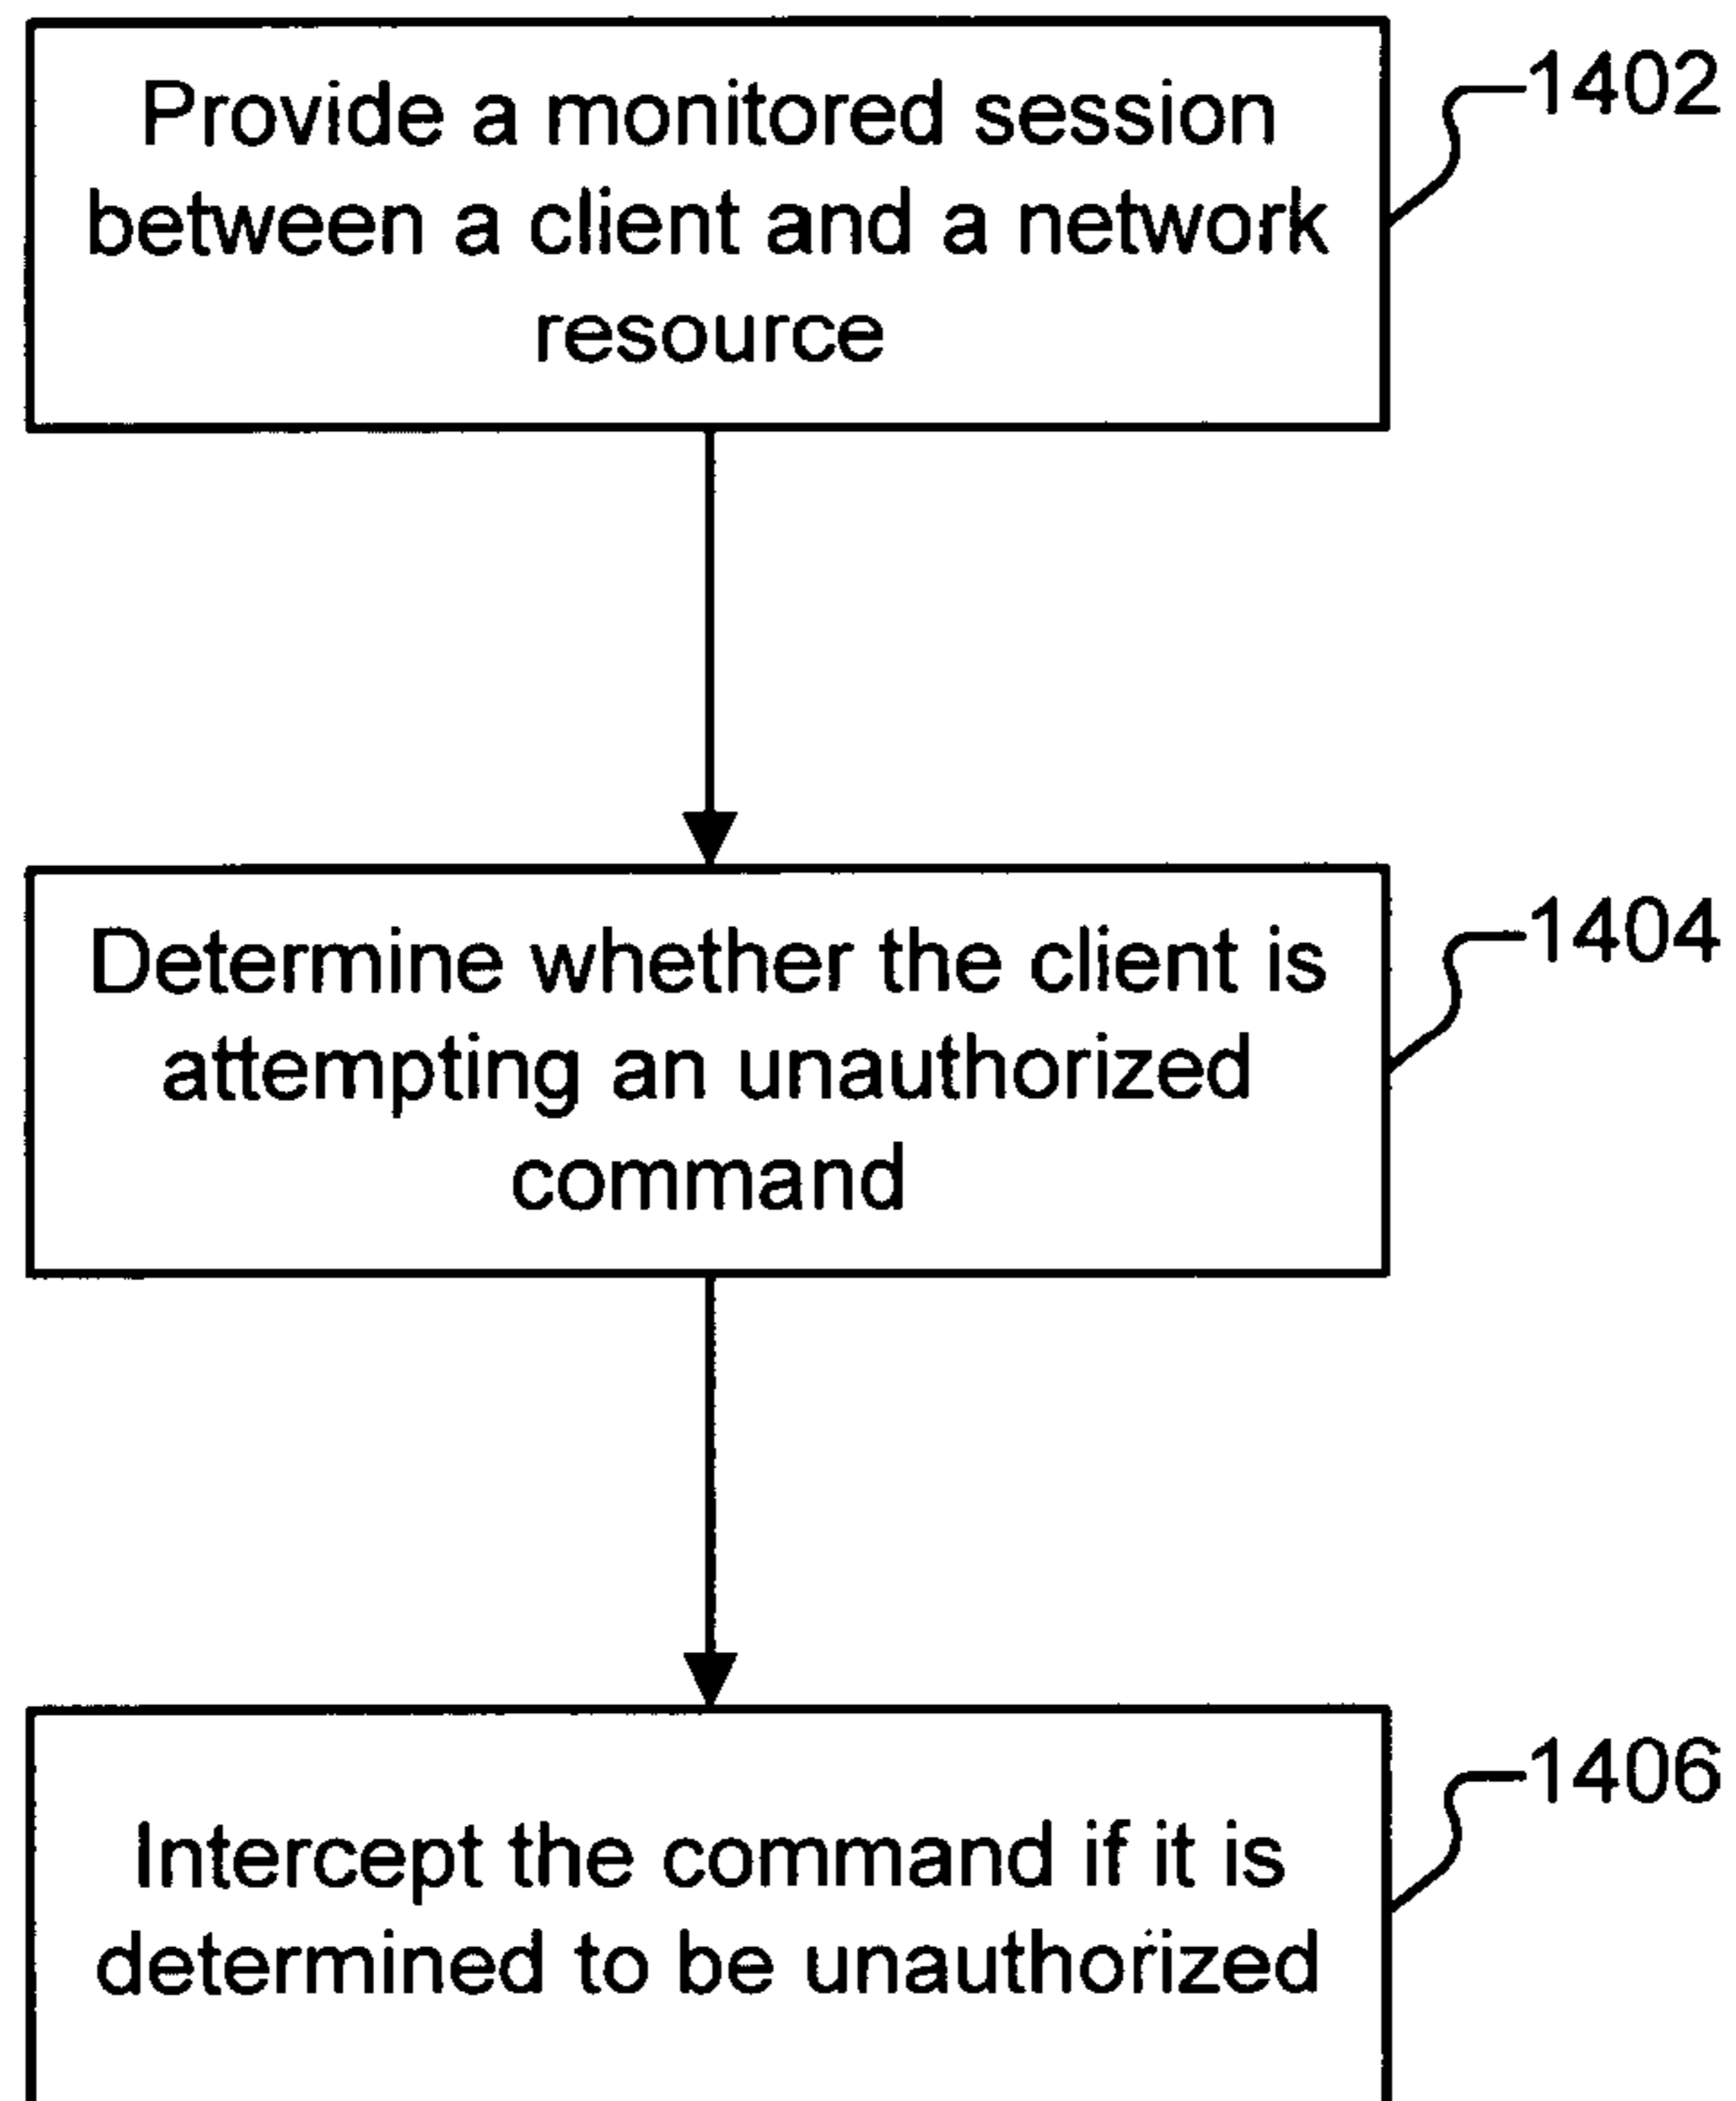 Provide a monitored session
between a client and a network
resource
1402
Determine whether the client is
attempting an unauthorized
command
1404
Intercept the command if it is
determined to be unauthorized
1406